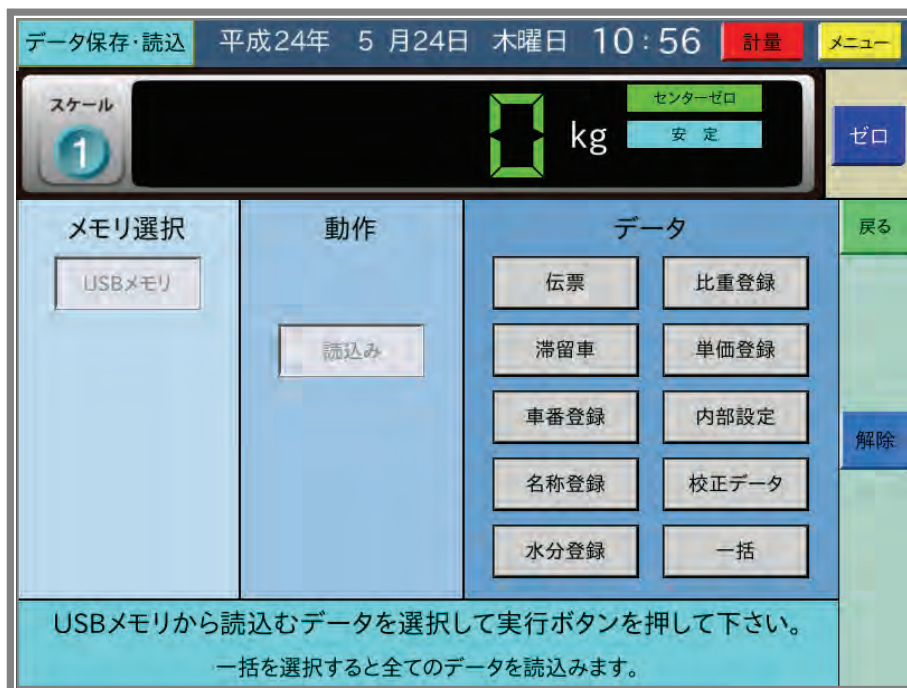 データ保存・読込 平成24年 5月24日 木曜日 10:56 計量 メニュー
スケール
1
0 kg
センターゼロ
安定
ゼロ
メモリ選択 動作 データ
戻る
USBメモリ
伝票 比重登録
読込み
滞留車 単価登録
車番登録 内部設定
解除
名称登録 校正データ
水分登録 一括
USBメモリから読込むデータを選択して実行ボタンを押して下さい。
一括を選択すると全てのデータを読込みます。